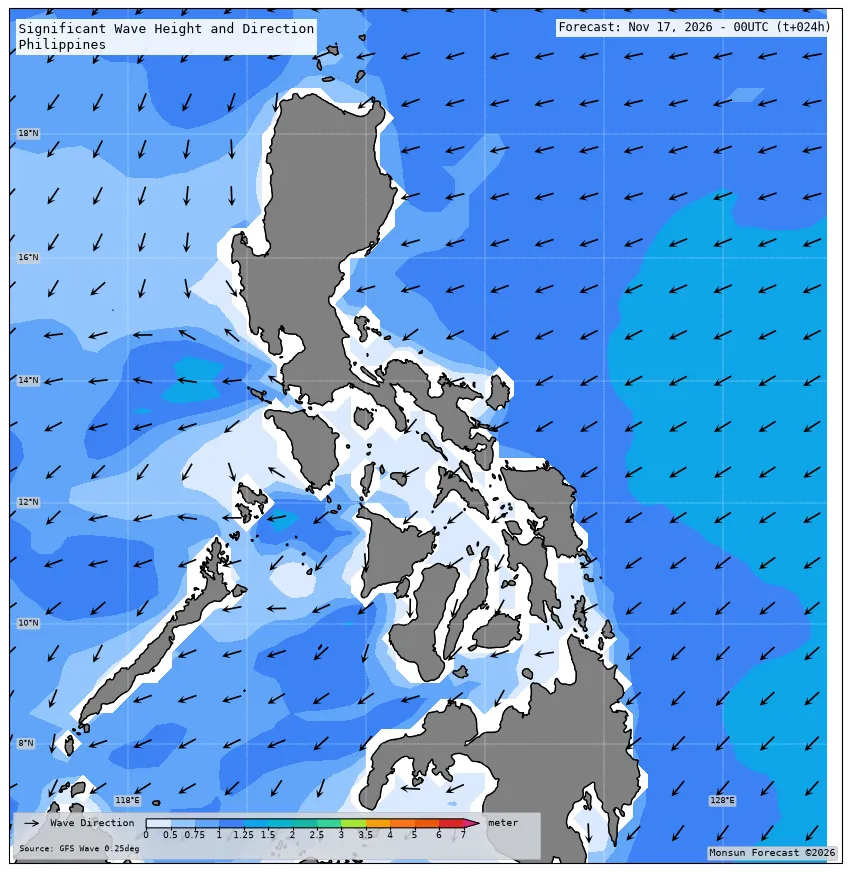 Significant Wave Height and Direction
Philippines
Forecast: Nov 17, 2026 - 00UTC (t+024h)
18°N
16°N
14°N
12°N
10°N
8°N
118°E
128°E
Wave Direction
0 0.5 0.75 1 1.25 1.5 2 2.5 3 3.5 4 5 6 7
meter
Source: GFS Wave 0.25deg
Monsun Forecast ©2026